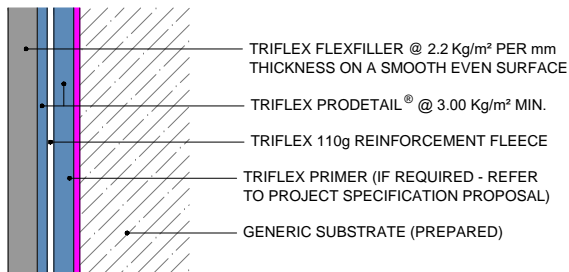 TRIFLEX FLEXFILLER @ 2.2 Kg/m² PER mm
THICKNESS ON A SMOOTH EVEN SURFACE
TRIFLEX PRODETAIL® @ 3.00 Kg/m² MIN.
TRIFLEX 110g REINFORCEMENT FLEECE
TRIFLEX PRIMER (IF REQUIRED - REFER
TO PROJECT SPECIFICATION PROPOSAL)
GENERIC SUBSTRATE (PREPARED)